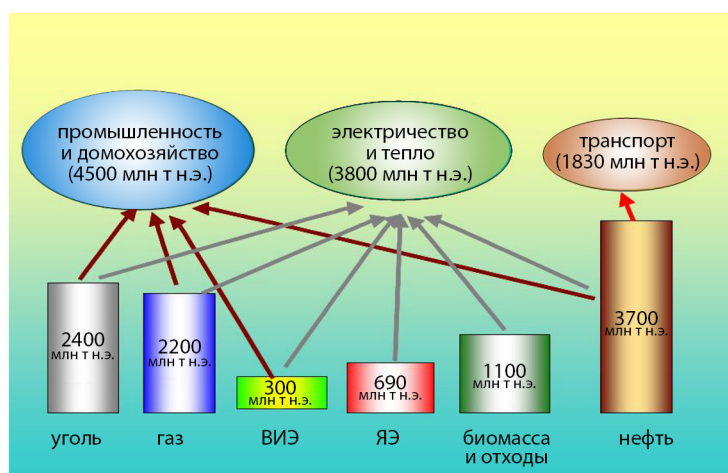 промышленность
и домохозяйство
(4500 млн т н.э.)
электричество
и тепло
(3800 млн т н.э.)
транспорт
(1830 млн т н.э.)
2400
млн т н.э.
2200
млн т н.э.
300
млн т н.э.
690
млн т н.э.
1100
млн т н.э.
3700
млн т н.э.
уголь
газ
ВИЭ
ЯЭ
биомасса
и отходы
нефть